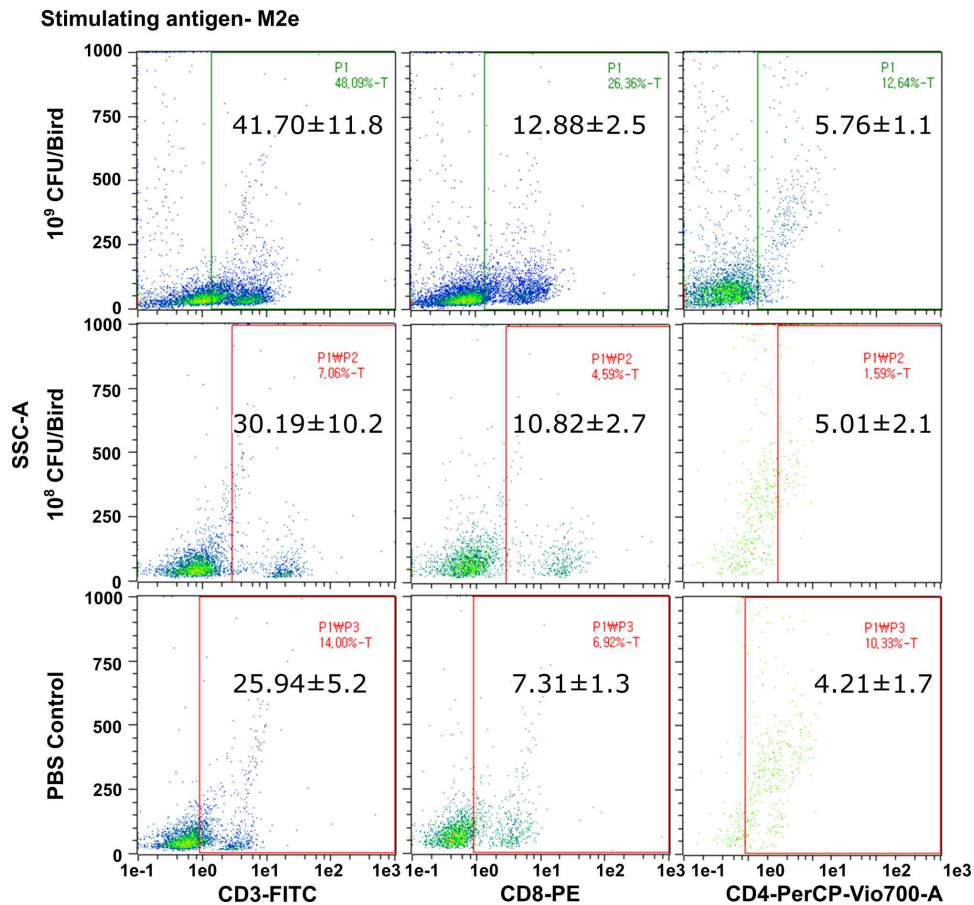 Stimulating antigen- M2e
SSC-A
10⁹ CFU/Bird
1000
750
500
250
0
P1
48,09%-T
41.70±11.8
P1
26,36%-T
12.88±2.5
P1
12,64%-T
5.76±1.1
10⁸ CFU/Bird
1000
750
500
250
0
P1₩P2
7,06%-T
30.19±10.2
P1₩P2
4,59%-T
10.82±2.7
P1₩P2
1,59%-T
5.01±2.1
PBS Control
1000
750
500
250
0
P1₩P3
14,00%-T
25.94±5.2
P1₩P3
6,92%-T
7.31±1.3
P1₩P3
10,33%-T
4.21±1.7
1e-1 1e0 1e1 1e2 1e3
1e-1 1e0 1e1 1e2 1e3
1e-1 1e0 1e1 1e2 1e3
CD3-FITC
CD8-PE
CD4-PerCP-Vio700-A